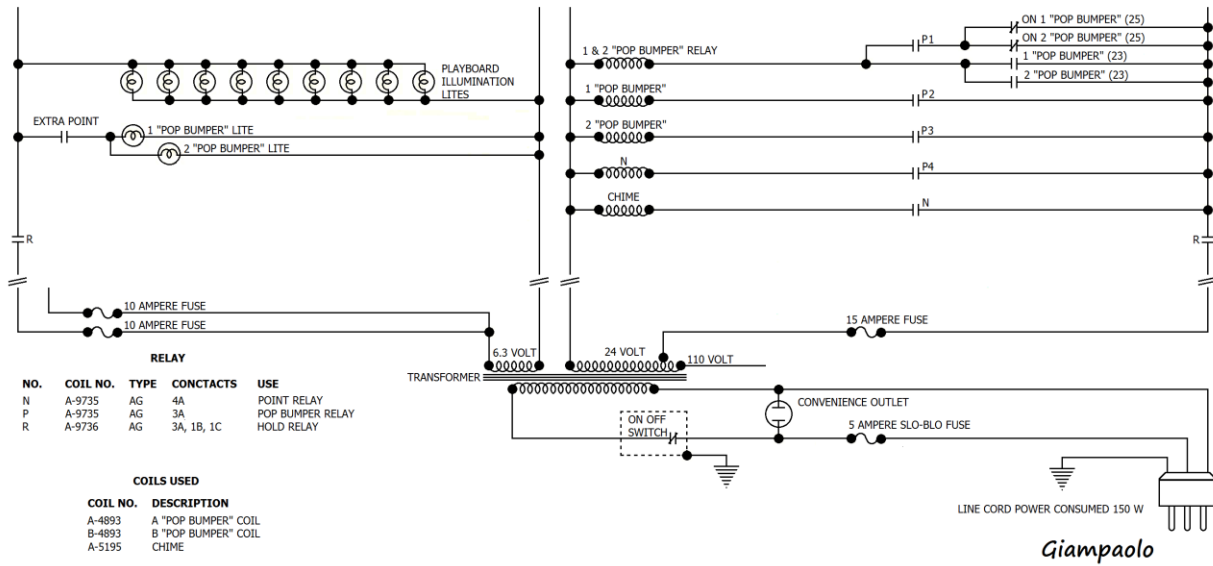 ON 1 "POP BUMPER" (25)
P1
ON 2 "POP BUMPER" (25)
1 & 2 "POP BUMPER" RELAY
1 "POP BUMPER" (23)
PLAYBOARD
ILLUMINATION
LITES
2 "POP BUMPER" (23)
1 "POP BUMPER"
P2
EXTRA POINT
1 "POP BUMPER" LITE
2 "POP BUMPER"
P3
2 "POP BUMPER" LITE
N
P4
CHIME
N
R
R
10 AMPERE FUSE
10 AMPERE FUSE
15 AMPERE FUSE
6.3 VOLT
24 VOLT
110 VOLT
TRANSFORMER
RELAY
NO. COIL NO. TYPE CONCTACTS USE
N A-9735 AG 4A POINT RELAY
P A-9735 AG 3A POP BUMPER RELAY
R A-9736 AG 3A, 1B, 1C HOLD RELAY
CONVENIENCE OUTLET
ON OFF
SWITCH
5 AMPERE SLO-BLO FUSE
COILS USED
COIL NO. DESCRIPTION
A-4893 A "POP BUMPER" COIL
B-4893 B "POP BUMPER" COIL
A-5195 CHIME
LINE CORD POWER CONSUMED 150 W
Giampaolo